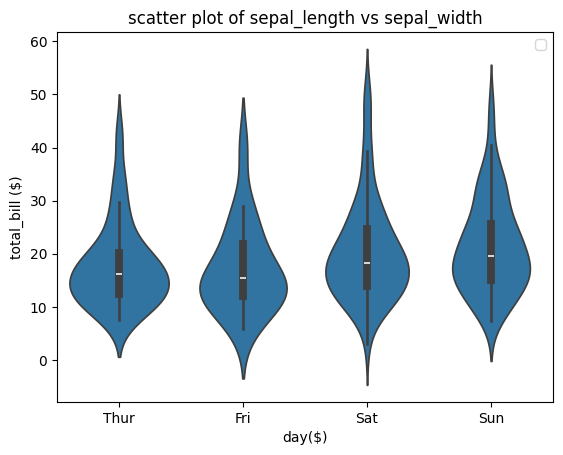 scatter plot of sepal_length vs sepal_width
60
50
40
30
20
10
0
total_bill ($)
Thur Fri Sat Sun
day($)